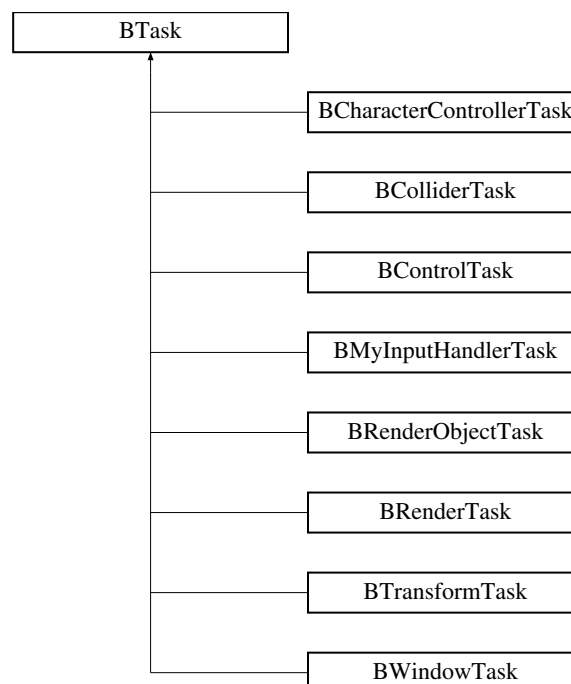 BTask
BCharacterControllerTask
BColliderTask
BControlTask
BMyInputHandlerTask
BRenderObjectTask
BRenderTask
BTransformTask
BWindowTask